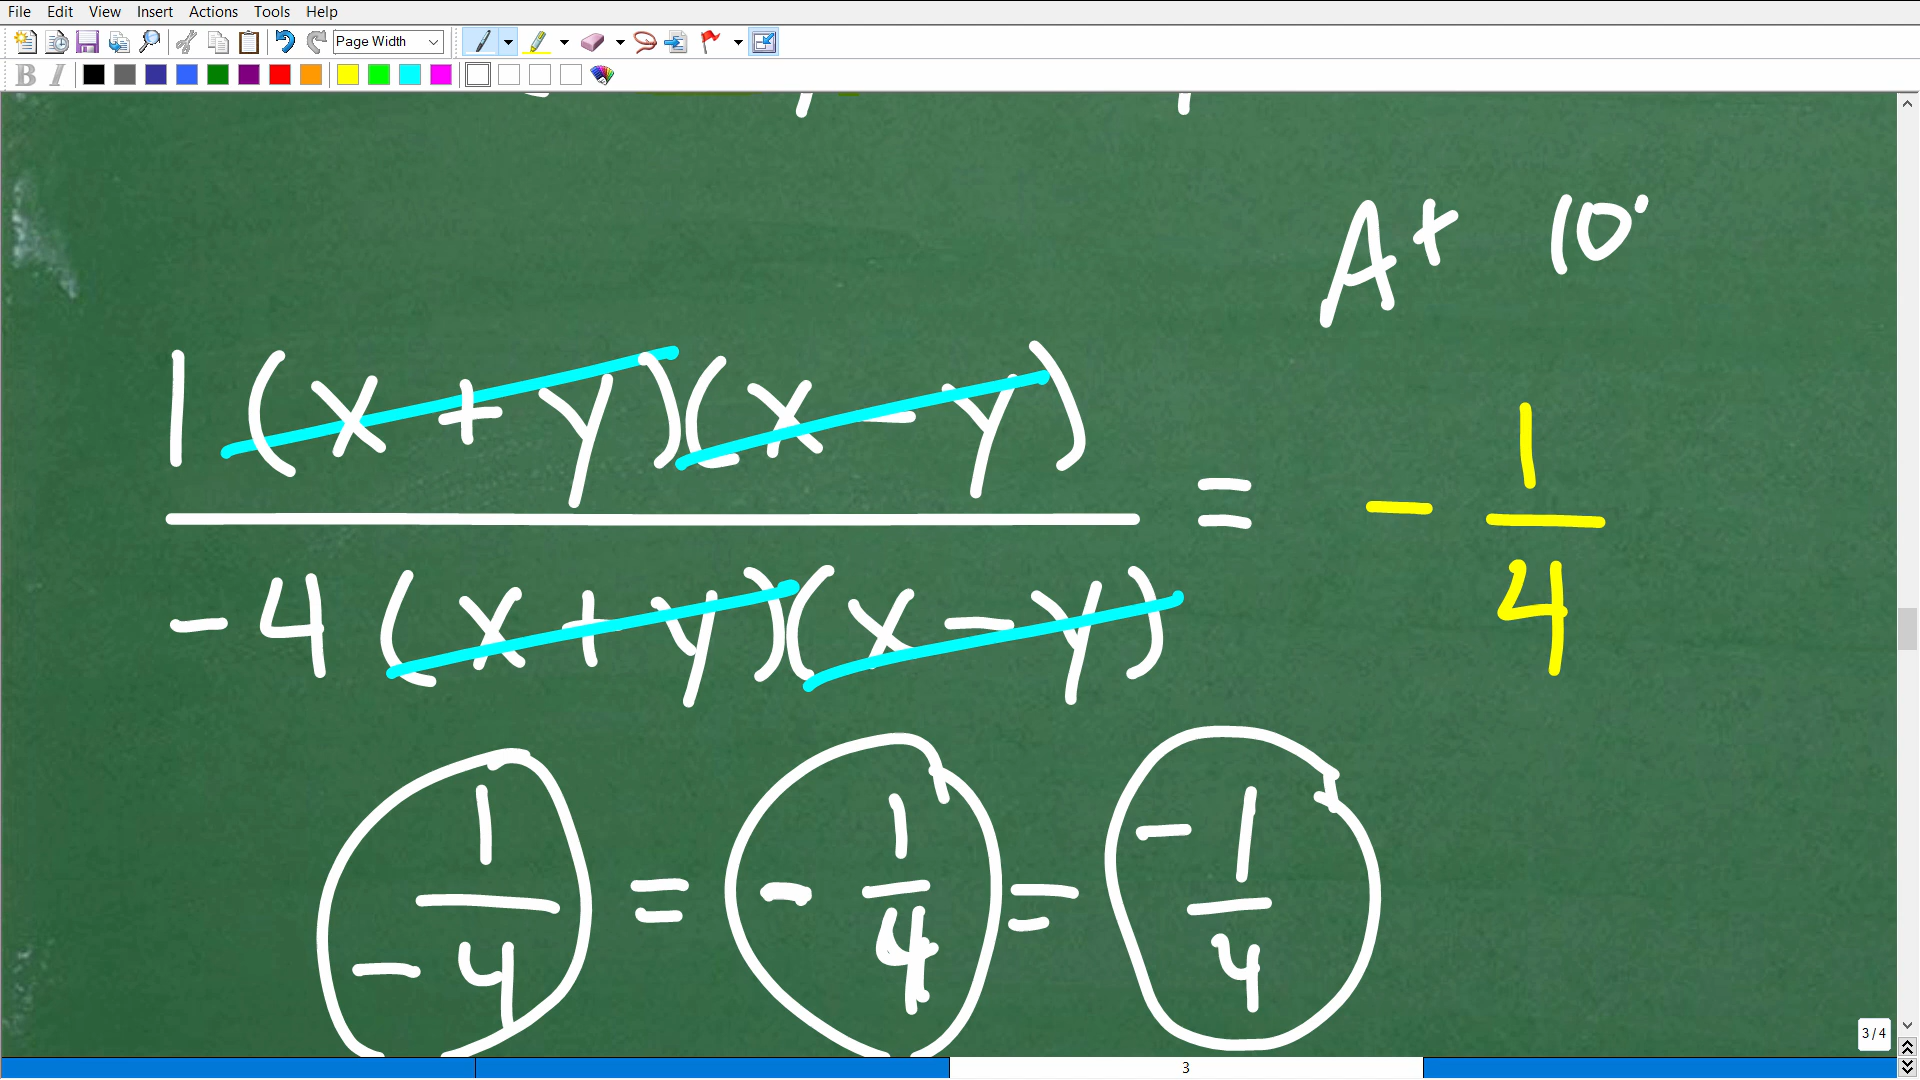 File Edit View Insert Actions Tools Help
Page Width
B I
A+ 10
1(x+y)(x-y)
= - 1
4
-4(x+y)(x-y)
1 = - 1 = -1
-4 4 4
3/4
3